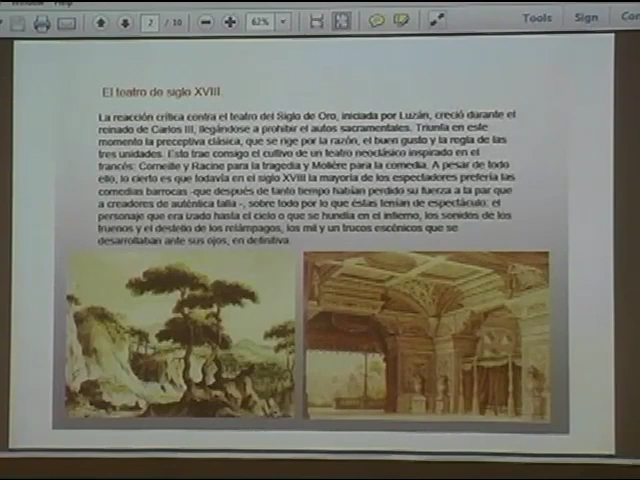 Window Help
7 / 10
62%
Tools
Sign
El teatro de siglo XVIII
La reacción crítica contra el teatro del Siglo de Oro, iniciada por Luzán, creció durante el
reinado de Carlos III, llegándose a prohibir el autos sacramentales. Triunfa en este
momento la preceptiva clásica, que se rige por la razón, el buen gusto y la regla de las
tres unidades. Esto trae consigo el cultivo de un teatro neoclásico inspirado en el
francés: Corneille y Racine para la tragedia y Molière para la comedia. A pesar de todo
ello, lo cierto es que todavía en el siglo XVIII la mayoría de los espectadores prefería las
comedias barrocas -que después de tanto tiempo habían perdido su fuerza a la par que
a creadores de auténtica talla -, sobre todo por lo que éstas tenían de espectáculo: el
personaje que era izado hasta el cielo o que se hundía en el infierno, los sonidos de los
truenos y el destello de los relámpagos, los mil y un trucos escénicos que se
desarrollaban ante sus ojos, en definitiva.